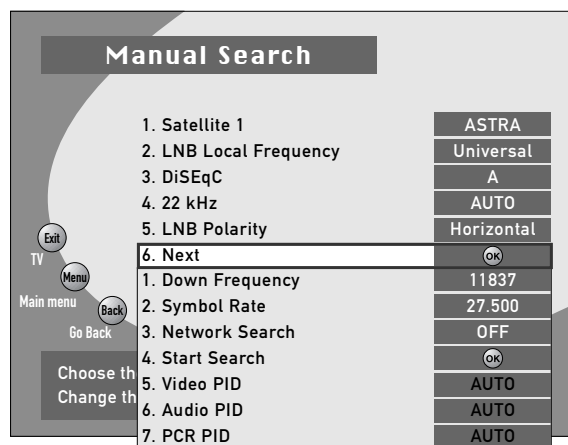 Manual Search
1. Satellite 1 ASTRA
2. LNB Local Frequency Universal
3. DiSEqC A
4. 22 kHz AUTO
5. LNB Polarity Horizontal
6. Next OK
1. Down Frequency 11837
2. Symbol Rate 27.500
3. Network Search OFF
4. Start Search OK
5. Video PID AUTO
6. Audio PID AUTO
7. PCR PID AUTO
Exit
TV
Menu
Main menu
Back
Go Back
Choose th
Change th